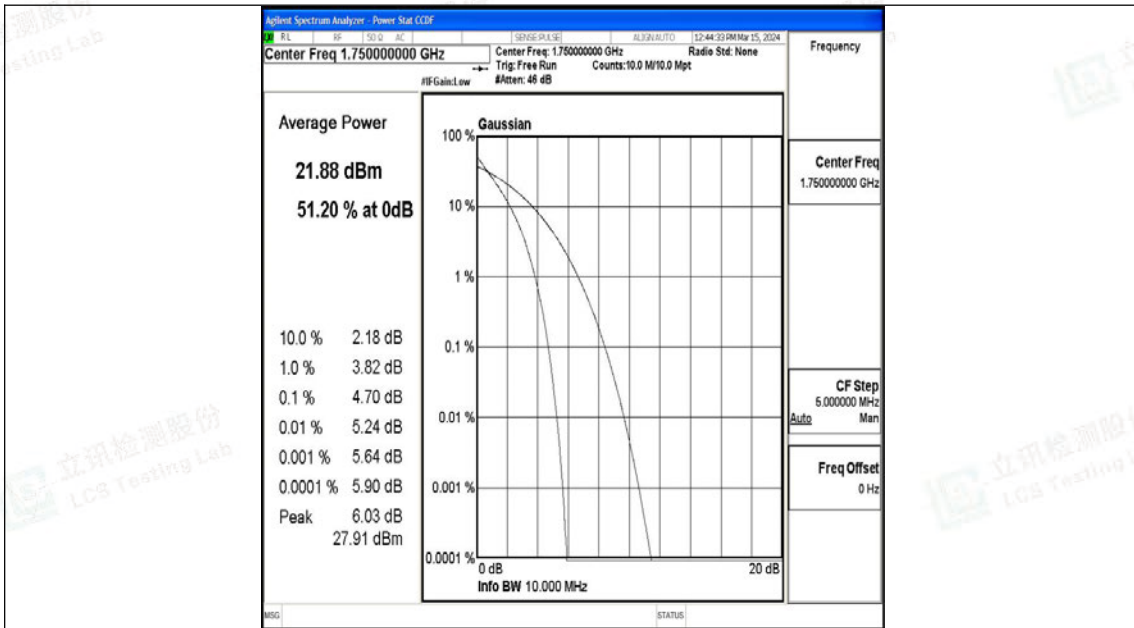 Agilent Spectrum Analyzer - Power Stat CCDF
RL RF 50 Ω AC SENSE:PULSE ALIGN AUTO 12:44:33 PM Mar 15, 2024
Center Freq 1.750000000 GHz
Center Freq: 1.750000000 GHz
Radio Std: None
Trig: Free Run
Counts:10.0 M/10.0 Mpt
#IFGain:Low
#Atten: 46 dB
Frequency
Average Power
21.88 dBm
51.20 % at 0dB
10.0 % 2.18 dB
1.0 % 3.82 dB
0.1 % 4.70 dB
0.01 % 5.24 dB
0.001 % 5.64 dB
0.0001 % 5.90 dB
Peak 6.03 dB
27.91 dBm
Gaussian
100 %
10 %
1 %
0.1 %
0.01 %
0.001 %
0.0001 %
0 dB
20 dB
Info BW 10.000 MHz
Center Freq
1.750000000 GHz
CF Step
5.000000 MHz
Auto Man
Freq Offset
0 Hz
MSG
STATUS
立讯检测股份
LCS Testing Lab
立讯检测股份
LCS Testing